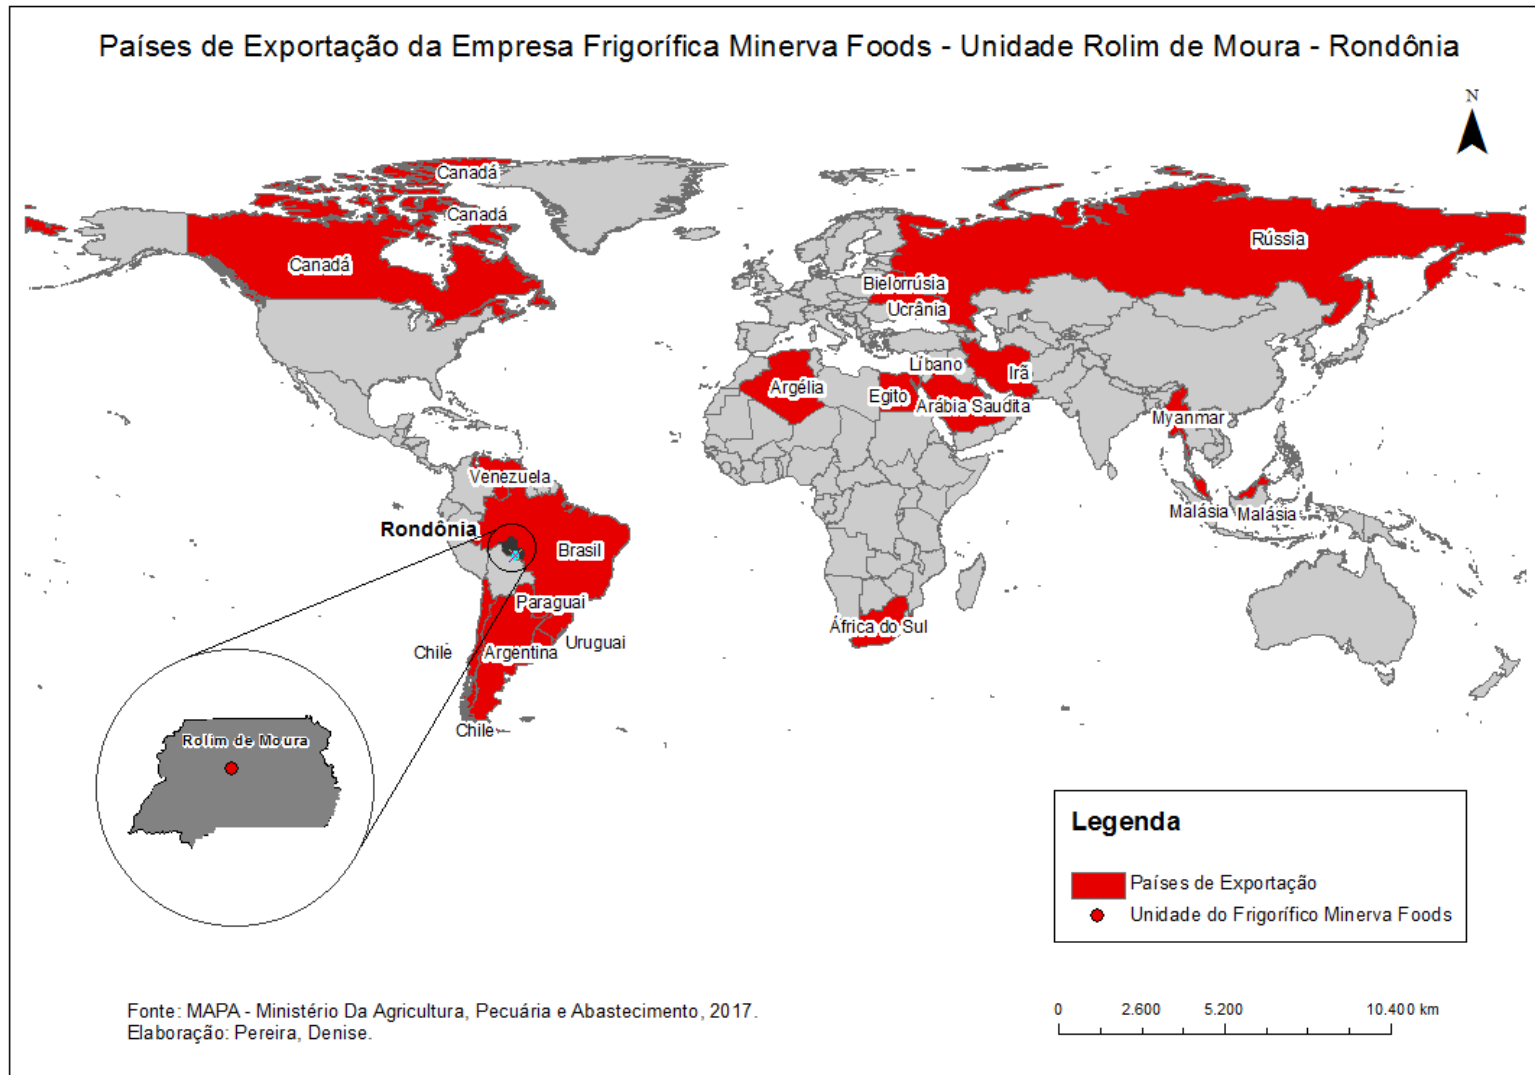 Países de Exportação da Empresa Frigorífica Minerva Foods - Unidade Rolim de Moura - Rondônia
N
Canadá
Canadá
Canadá
Rússia
Bielorrúsia
Ucrânia
Líbano
Irã
Argélia
Egito
Arábia Saudita
Myanmar
Venezuela
Malásia
Malásia
Rondônia
Brasil
Paraguai
África do Sul
Uruguai
Chile
Argentina
Chile
Rolim de Moura
Legenda
Países de Exportação
Unidade do Frigorífico Minerva Foods
Fonte: MAPA - Ministério Da Agricultura, Pecuária e Abastecimento, 2017.
Elaboração: Pereira, Denise.
0 2.600 5.200 10.400 km